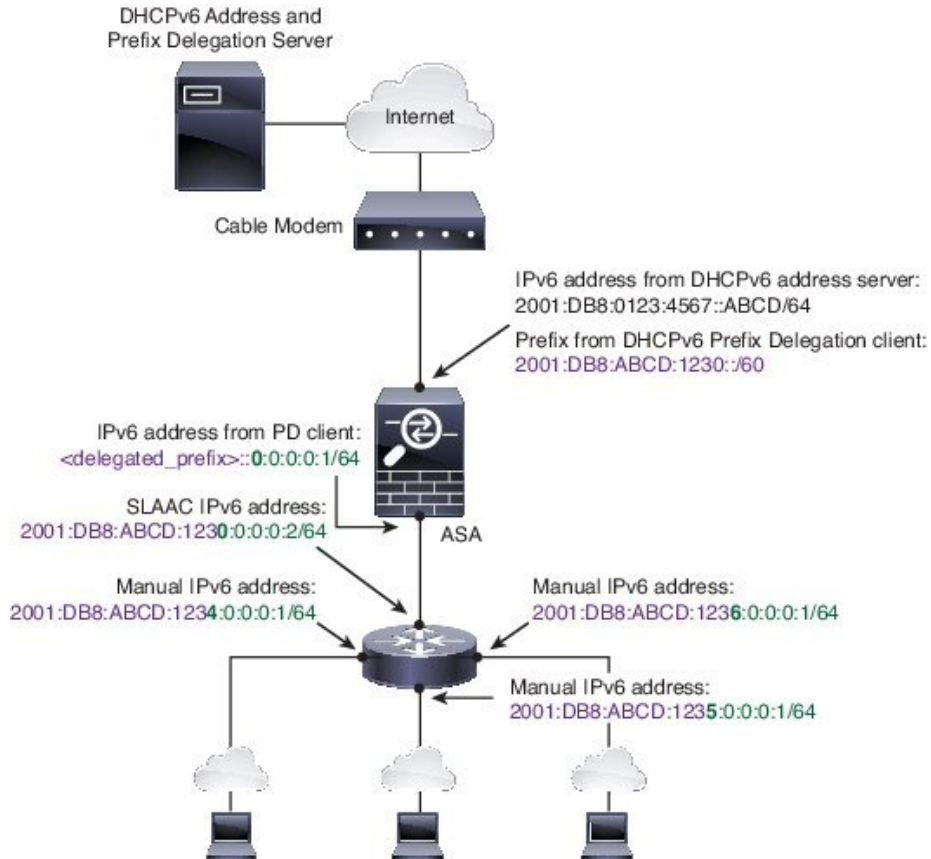 DHCPv6 Address and
Prefix Delegation Server
Internet
Cable Modem
IPv6 address from DHCPv6 address server:
2001:DB8:0123:4567::ABCD/64
Prefix from DHCPv6 Prefix Delegation client:
2001:DB8:ABCD:1230::/60
IPv6 address from PD client:
<delegated_prefix>::0:0:0:0:1/64
SLAAC IPv6 address:
2001:DB8:ABCD:1230:0:0:0:2/64
ASA
Manual IPv6 address:
2001:DB8:ABCD:1234:0:0:0:1/64
Manual IPv6 address:
2001:DB8:ABCD:1236:0:0:0:1/64
Manual IPv6 address:
2001:DB8:ABCD:1235:0:0:0:1/64